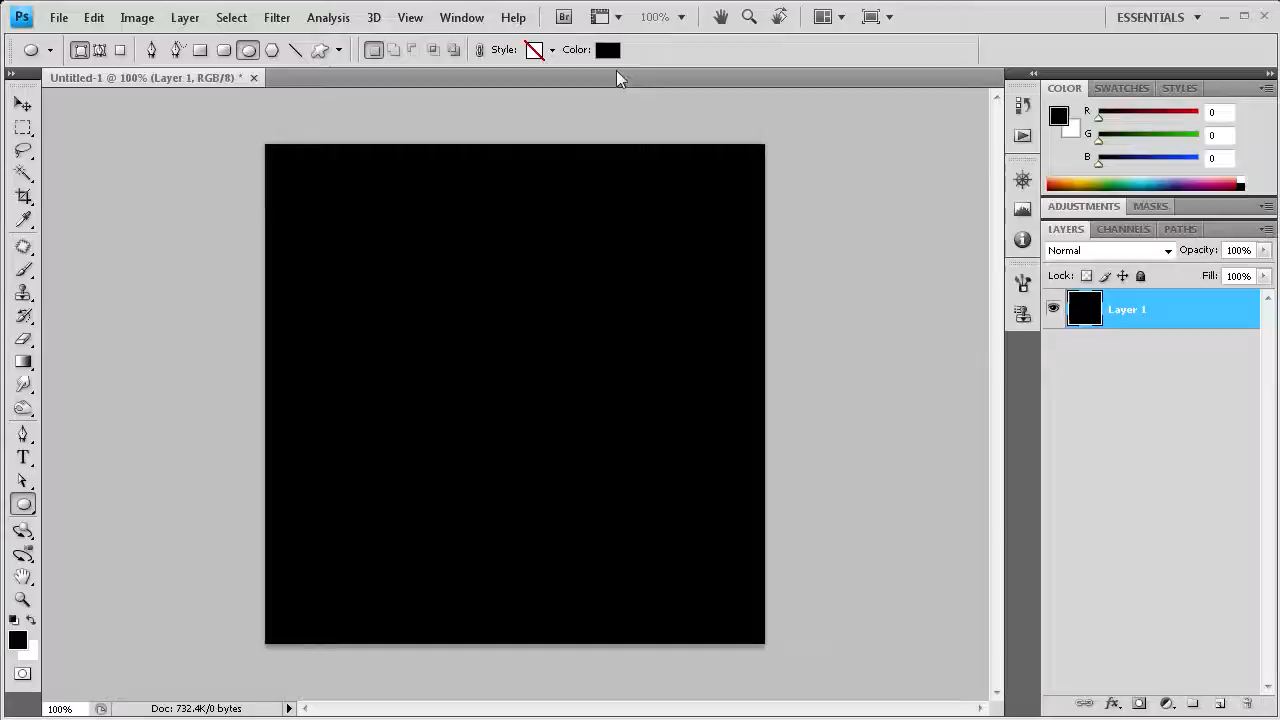 Ps File Edit Image Layer Select Filter Analysis 3D View Window Help Br 100% ESSENTIALS
Style: Color:
Untitled-1 @ 100% (Layer 1, RGB/8) *
COLOR SWATCHES STYLES
R 0
G 0
B 0
ADJUSTMENTS MASKS
LAYERS CHANNELS PATHS
Normal Opacity: 100%
Lock: Fill: 100%
Layer 1
T
100% Doc: 732.4K/0 bytes
fx